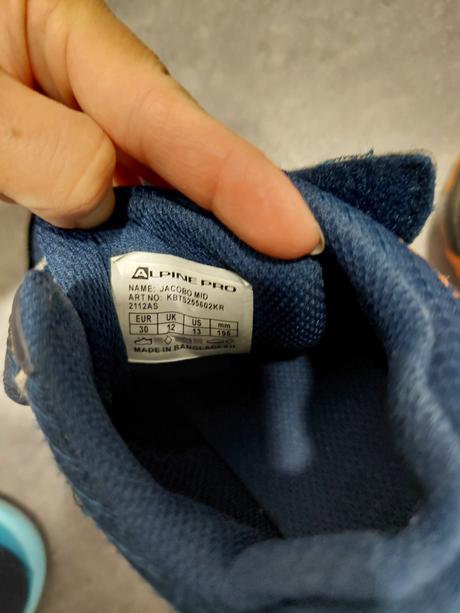 ALPINE PRO
NAME: JACOBO MID
ART NO: KBTS255602KR
2112AS
EUR UK US mm
30 12 13 195
MADE IN BANGLADESH